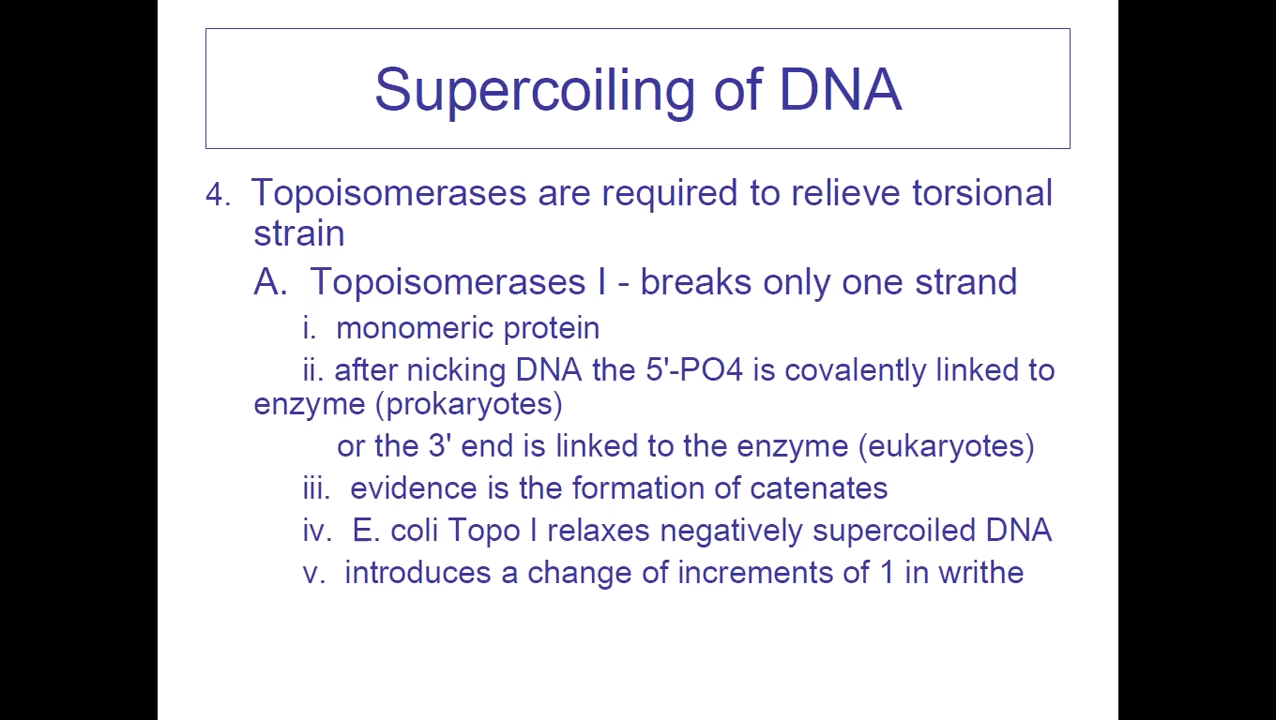 Supercoiling of DNA
4. Topoisomerases are required to relieve torsional
strain
A. Topoisomerases I - breaks only one strand
i. monomeric protein
ii. after nicking DNA the 5'-PO4 is covalently linked to
enzyme (prokaryotes)
or the 3' end is linked to the enzyme (eukaryotes)
iii. evidence is the formation of catenates
iv. E. coli Topo I relaxes negatively supercoiled DNA
v. introduces a change of increments of 1 in writhe